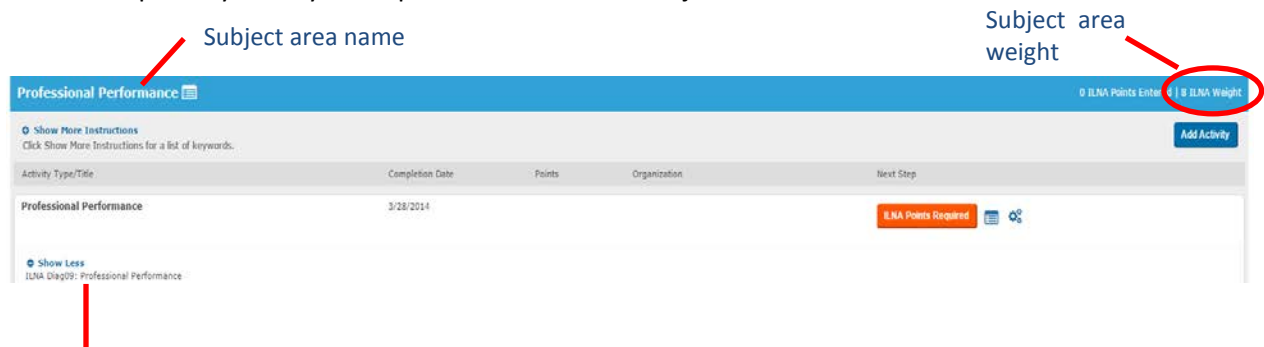 Subject area name
Subject area
weight
Professional Performance
0 ILNA Points Entered | 8 ILNA Weight
Show More Instructions
Click Show More Instructions for a list of keywords.
Add Activity
Activity Type/Title Completion Date Points Organization Next Step
Professional Performance 3/28/2014 ILNA Points Required
Show Less
ILNA Diag09: Professional Performance